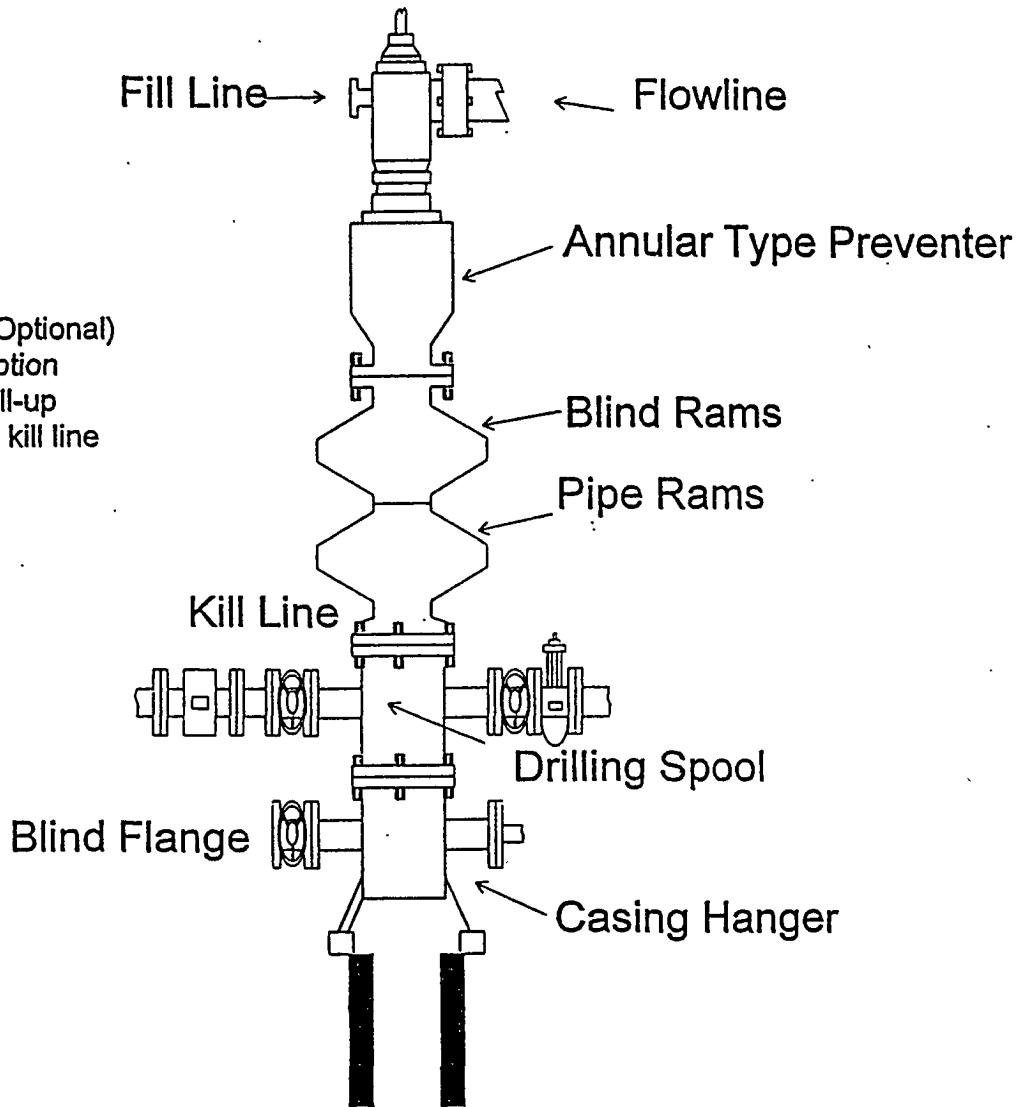 Fill Line
Flowline
Annular Type Preventer
Optional)
ption
ll-up
kill line
Blind Rams
Pipe Rams
Kill Line
Drilling Spool
Blind Flange
Casing Hanger